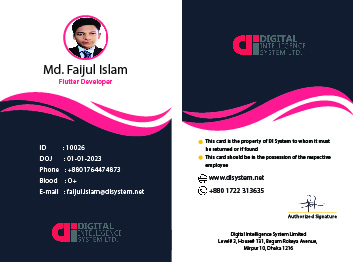 Md. Faijul Islam
Flutter Developer
ID : 10026
DOJ : 01-01-2023
Phone : +8801764474873
Blood : O+
E-mail : faijul.islam@disystem.net
DIGITAL
INTELLIGENCE
SYSTEM LTD.
DIGITAL
INTELLIGENCE
SYSTEM LTD.
This card is the property of DI System to whom it must
be returned or if found
This card should be in the possession of the respective
employee
www.disystem.net
+880 1722 313635
Authorized Signature
Digital Intelligence System Limited
Level# 3, House# 131, Begum Rokeya Avenue,
Mirpur 10, Dhaka 1216